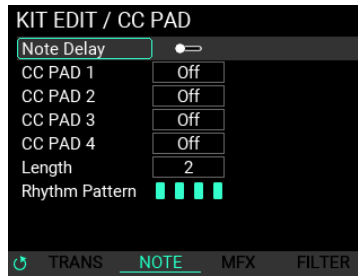 KIT EDIT / CC PAD
Note Delay
CC PAD 1 Off
CC PAD 2 Off
CC PAD 3 Off
CC PAD 4 Off
Length 2
Rhythm Pattern
TRANS NOTE MFX FILTER